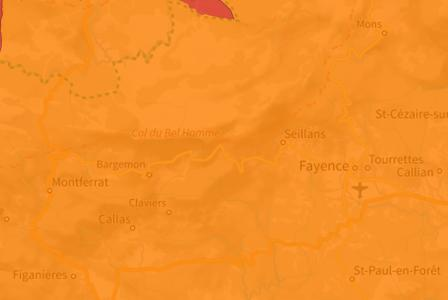 Mons
St-Cézaire-sur
Col du Bel Homme
Seillans
Bargemon
Fayence
Tourrettes
Callian
Montferrat
Claviers
Callas
Figanières
St-Paul-en-Forêt